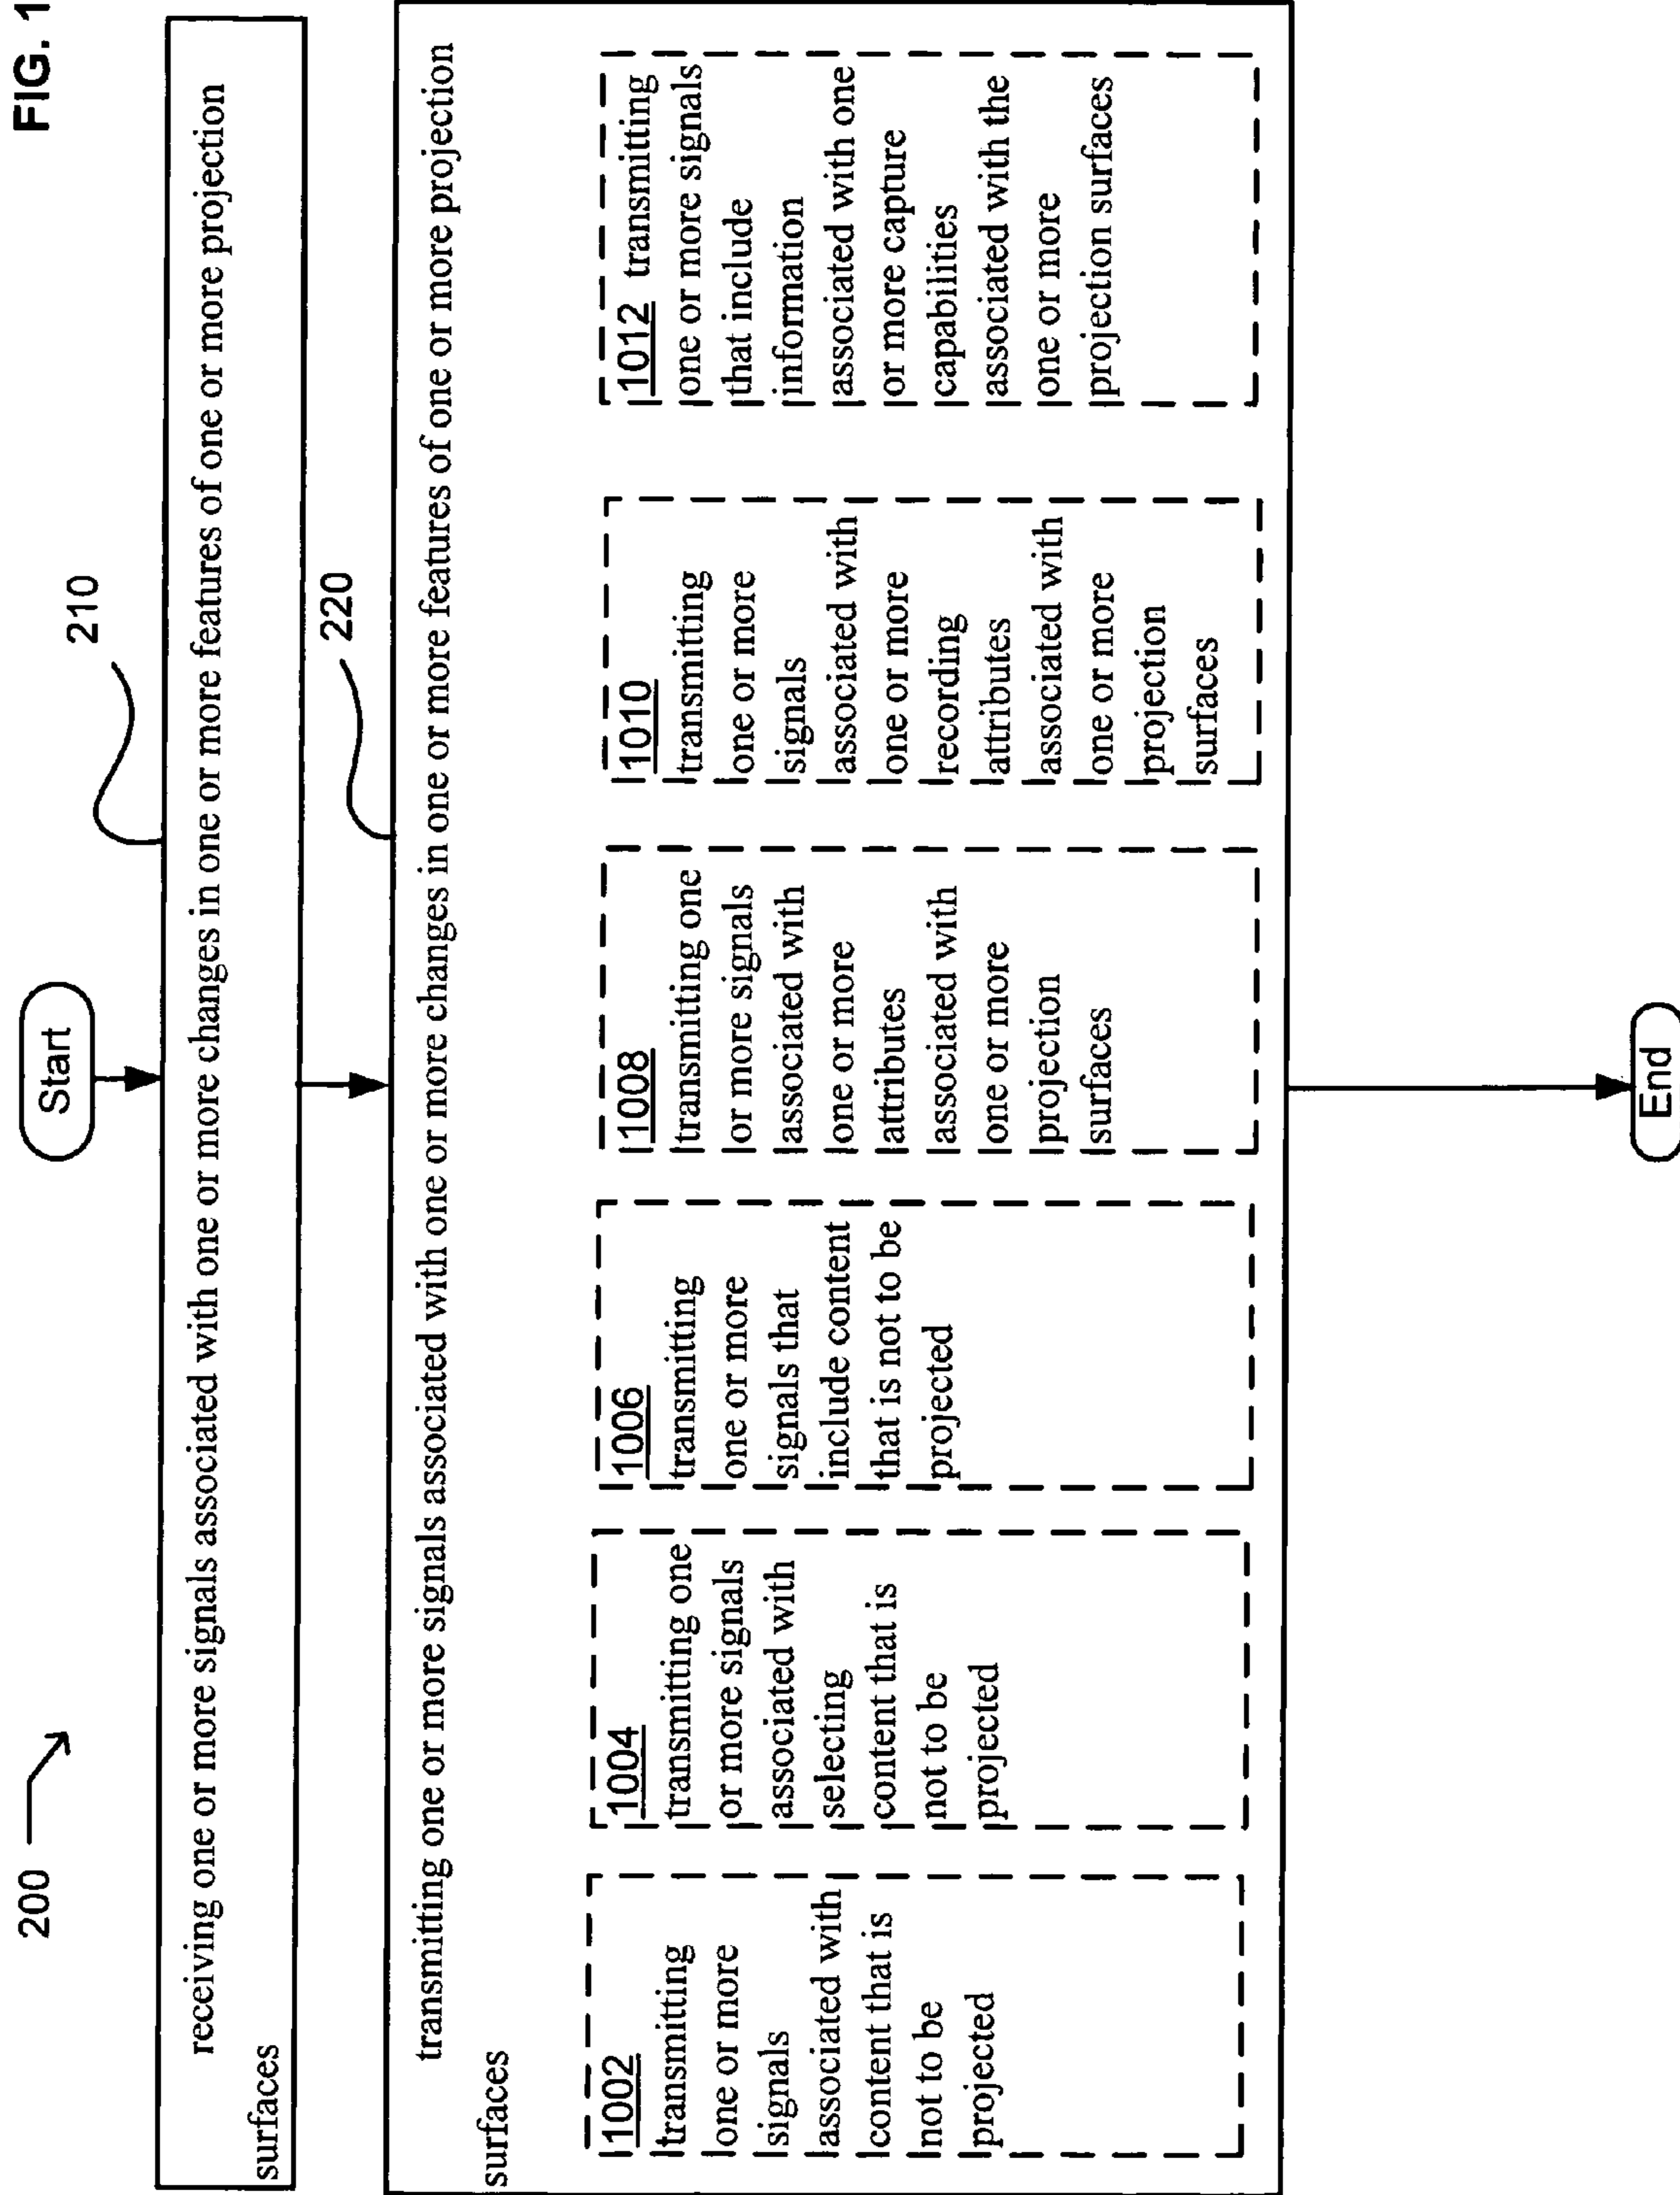 FIG. 1
200
Start
210
receiving one or more signals associated with one or more changes in one or more features of one or more projection
surfaces
220
transmitting one or more signals associated with one or more changes in one or more features of one or more projection
surfaces
1002
transmitting
one or more
signals
associated with
content that is
not to be
projected
1004
transmitting one
or more signals
associated with
selecting
content that is
not to be
projected
1006
transmitting
one or more
signals that
include content
that is not to be
projected
1008
transmitting one
or more signals
associated with
one or more
attributes
associated with
one or more
projection
surfaces
1010
transmitting
one or more
signals
associated with
one or more
recording
attributes
associated with
one or more
projection
surfaces
1012 transmitting
one or more signals
that include
information
associated with one
or more capture
capabilities
associated with the
one or more
projection surfaces
End